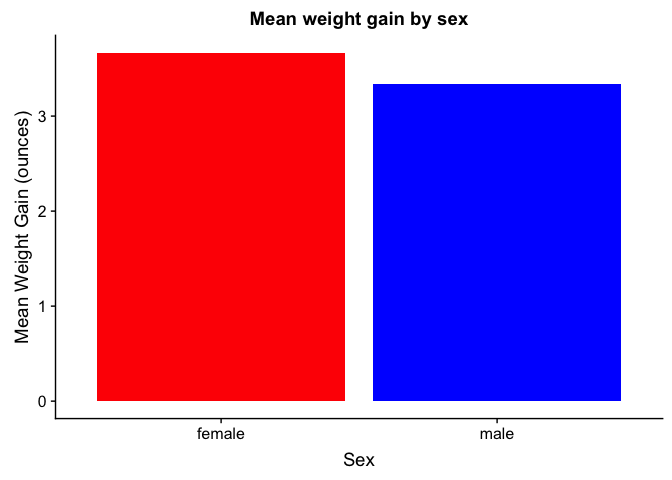 Mean weight gain by sex
Mean Weight Gain (ounces)
3
2
1
0
female male
Sex